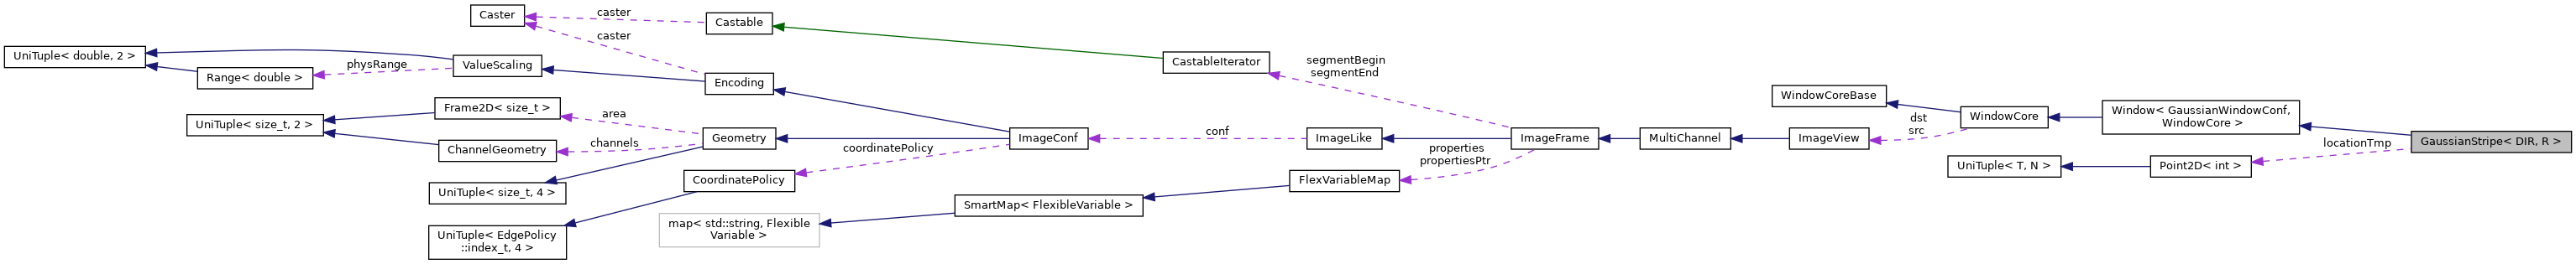 Caster
caster
Castable
caster
UniTuple< double, 2 >
Range< double >
physRange
ValueScaling
Encoding
CastableIterator
segmentBegin
segmentEnd
WindowCoreBase
Frame2D< size_t >
area
UniTuple< size_t, 2 >
ChannelGeometry
channels
Geometry
coordinatePolicy
ImageConf
conf
ImageLike
properties
propertiesPtr
ImageFrame
MultiChannel
ImageView
dst
src
WindowCore
Window< GaussianWindowConf,
WindowCore >
GaussianStripe< DIR, R >
locationTmp
UniTuple< T, N >
Point2D< int >
UniTuple< size_t, 4 >
CoordinatePolicy
FlexVariableMap
SmartMap< FlexibleVariable >
map< std::string, Flexible
Variable >
UniTuple< EdgePolicy
::index_t, 4 >